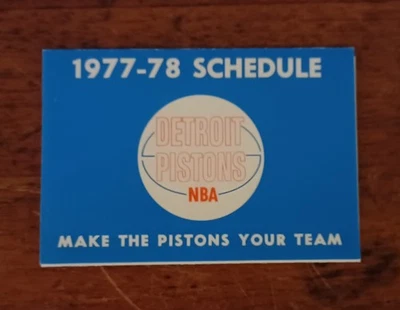 1977-78 SCHEDULE
DETROIT
PISTONS
NBA
MAKE THE PISTONS YOUR TEAM